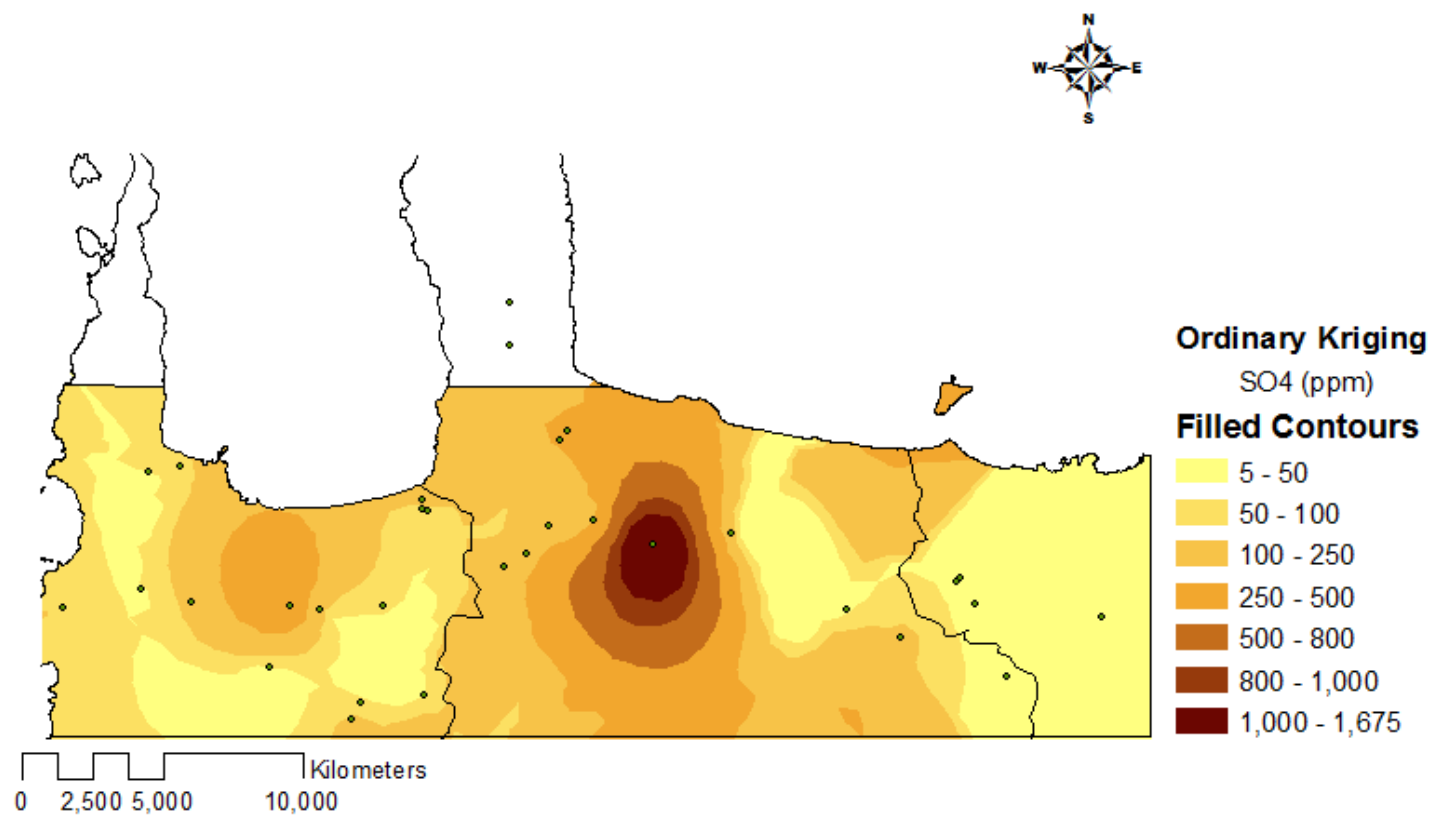 N
W E
S
Ordinary Kriging
SO4 (ppm)
Filled Contours
5 - 50
50 - 100
100 - 250
250 - 500
500 - 800
800 - 1,000
1,000 - 1,675
Kilometers
0 2,500 5,000 10,000